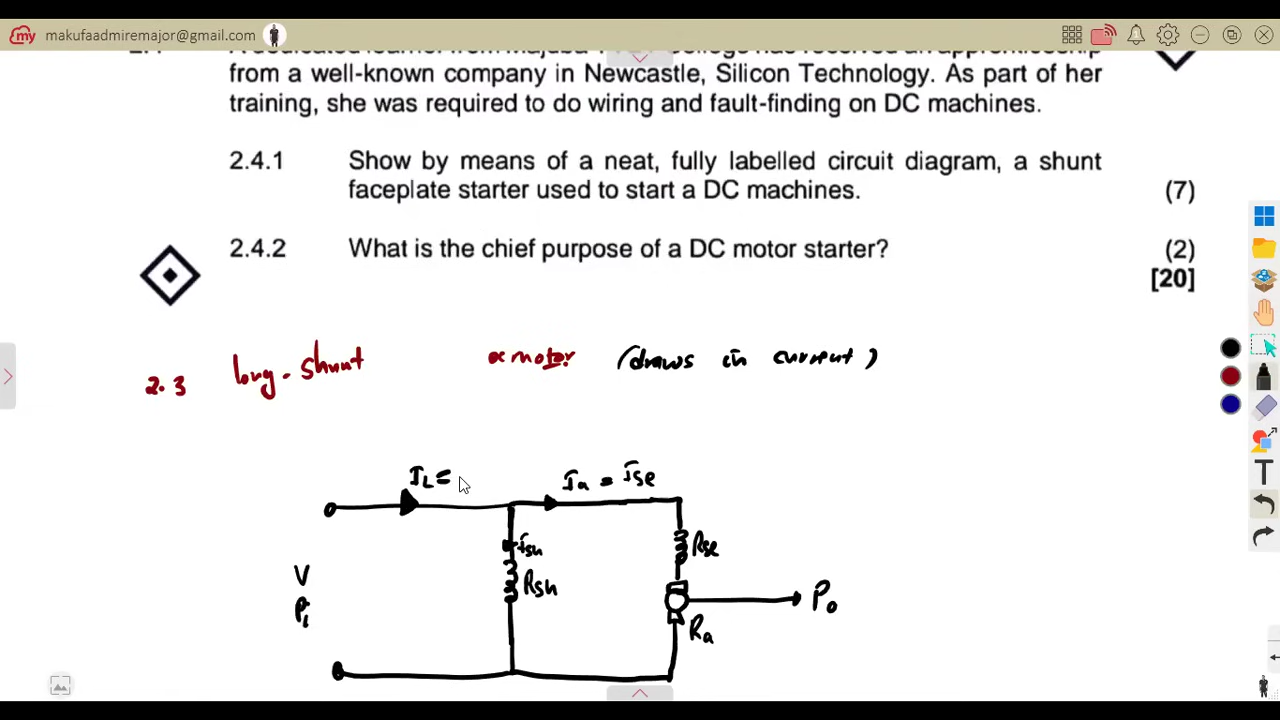 my makufaadmiremajor@gmail.com
from a well-known company in Newcastle, Silicon Technology. As part of her
training, she was required to do wiring and fault-finding on DC machines.
2.4.1 Show by means of a neat, fully labelled circuit diagram, a shunt
faceplate starter used to start a DC machines. (7)
2.4.2 What is the chief purpose of a DC motor starter? (2)
[20]
2.3 long-shunt motor (draws in current)
IL= Ia = Ise
Ish Rse
V Rsh
Pi Po
Ra
T